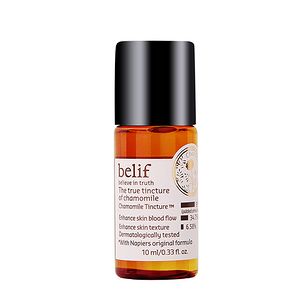 belif
believe in truth
The true tincture
of chamomile
Chamomile Tincture™
Enhance skin blood flow
Enhance skin texture 6.58%
Dermatologically tested
*With Napiers original formula
10 ml/0.33 fl. oz.